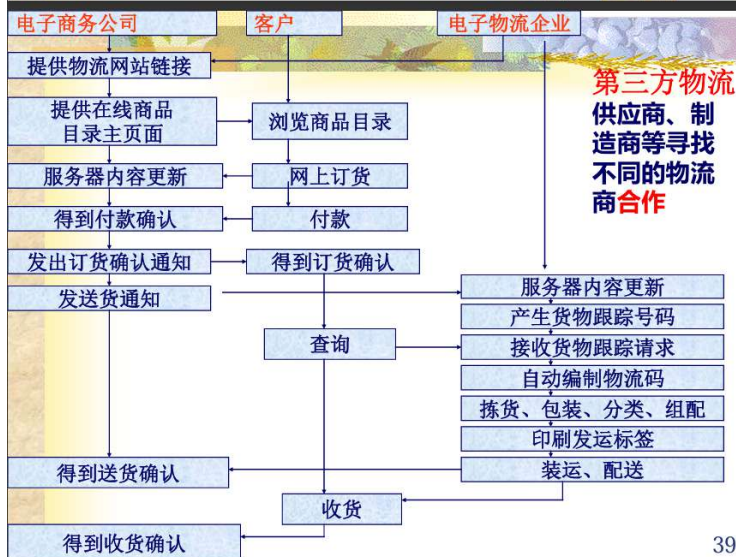 电子商务公司
客户
电子物流企业
提供物流网站链接
第三方物流
供应商、制
造商等寻找
不同的物流
商合作
提供在线商品
目录主页面
浏览商品目录
服务器内容更新
网上订货
得到付款确认
付款
发出订货确认通知
得到订货确认
发送货通知
服务器内容更新
产生货物跟踪号码
查询
接收货物跟踪请求
自动编制物流码
拣货、包装、分类、组配
印刷发运标签
得到送货确认
装运、配送
收货
得到收货确认
39